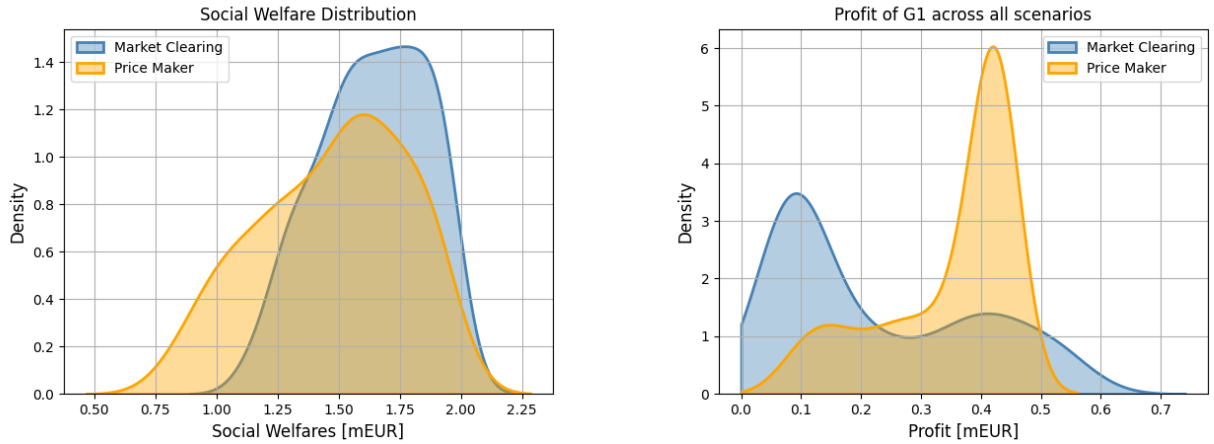 Social Welfare Distribution
Market Clearing
Price Maker
Density
1.4
1.2
1.0
0.8
0.6
0.4
0.2
0.0
0.50 0.75 1.00 1.25 1.50 1.75 2.00 2.25
Social Welfares [mEUR]
Profit of G1 across all scenarios
Market Clearing
Price Maker
Density
6
5
4
3
2
1
0
0.0 0.1 0.2 0.3 0.4 0.5 0.6 0.7
Profit [mEUR]